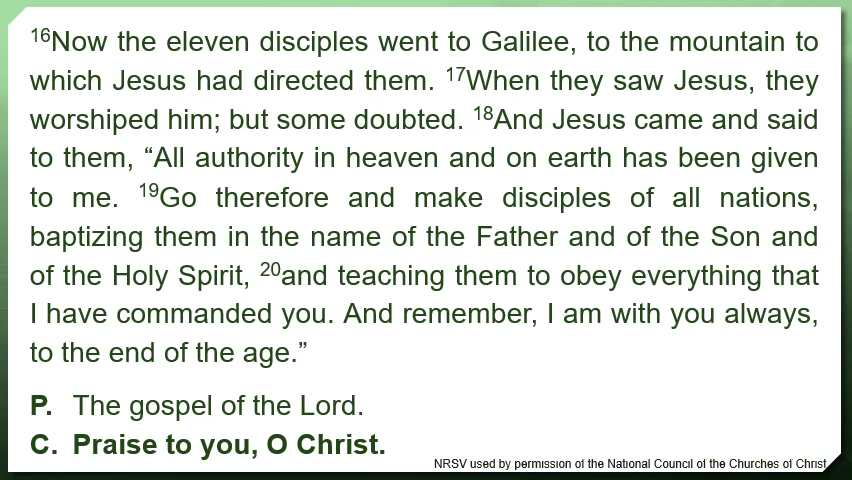 ¹⁶Now the eleven disciples went to Galilee, to the mountain to
which Jesus had directed them. ¹⁷When they saw Jesus, they
worshiped him; but some doubted. ¹⁸And Jesus came and said
to them, “All authority in heaven and on earth has been given
to me. ¹⁹Go therefore and make disciples of all nations,
baptizing them in the name of the Father and of the Son and
of the Holy Spirit, ²⁰and teaching them to obey everything that
I have commanded you. And remember, I am with you always,
to the end of the age.”
P. The gospel of the Lord.
C. Praise to you, O Christ.
NRSV used by permission of the National Council of the Churches of Christ